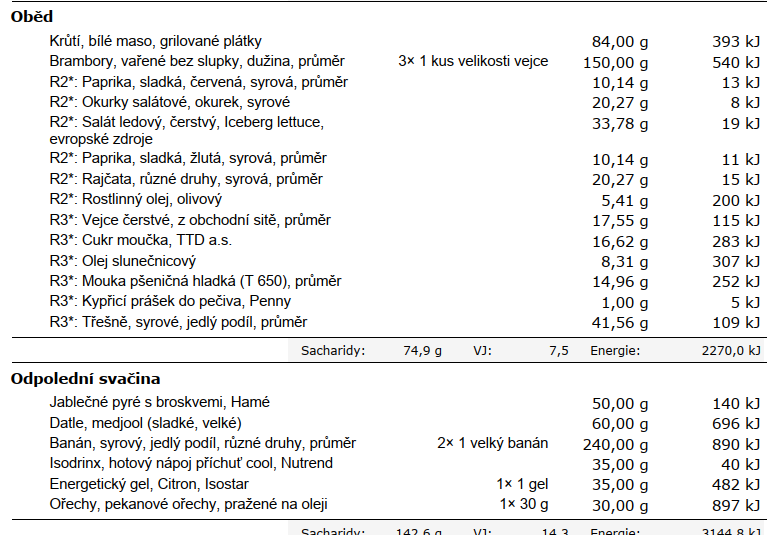 Oběd
Krůtí, bílé maso, grilované plátky 84,00 g 393 kJ
Brambory, vařené bez slupky, dužina, průměr 3× 1 kus velikosti vejce 150,00 g 540 kJ
R2*: Paprika, sladká, červená, syrová, průměr 10,14 g 13 kJ
R2*: Okurky salátové, okurek, syrové 20,27 g 8 kJ
R2*: Salát ledový, čerstvý, Iceberg lettuce, 33,78 g 19 kJ
evropské zdroje
R2*: Paprika, sladká, žlutá, syrová, průměr 10,14 g 11 kJ
R2*: Rajčata, různé druhy, syrová, průměr 20,27 g 15 kJ
R2*: Rostlinný olej, olivový 5,41 g 200 kJ
R3*: Vejce čerstvé, z obchodní sitě, průměr 17,55 g 115 kJ
R3*: Cukr moučka, TTD a.s. 16,62 g 283 kJ
R3*: Olej slunečnicový 8,31 g 307 kJ
R3*: Mouka pšeničná hladká (T 650), průměr 14,96 g 252 kJ
R3*: Kypřicí prášek do pečiva, Penny 1,00 g 5 kJ
R3*: Třešně, syrové, jedlý podíl, průměr 41,56 g 109 kJ
Sacharidy: 74,9 g VJ: 7,5 Energie: 2270,0 kJ
Odpolední svačina
Jablečné pyré s broskvemi, Hamé 50,00 g 140 kJ
Datle, medjool (sladké, velké) 60,00 g 696 kJ
Banán, syrový, jedlý podíl, různé druhy, průměr 2× 1 velký banán 240,00 g 890 kJ
Isodrinx, hotový nápoj příchuť cool, Nutrend 35,00 g 40 kJ
Energetický gel, Citron, Isostar 1× 1 gel 35,00 g 482 kJ
Ořechy, pekanové ořechy, pražené na oleji 1× 30 g 30,00 g 897 kJ
Sacharidy: 142,6 g VJ: 14,3 Energie: 3144,8 kJ